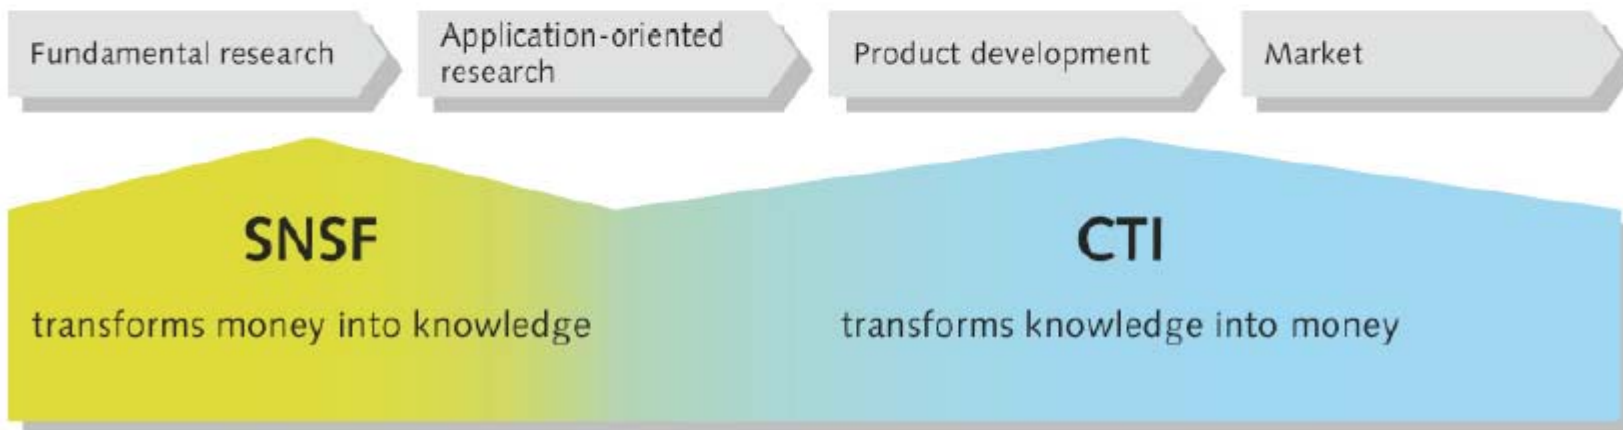 Fundamental research
Application-oriented
research
Product development
Market
SNSF
CTI
transforms money into knowledge
transforms knowledge into money